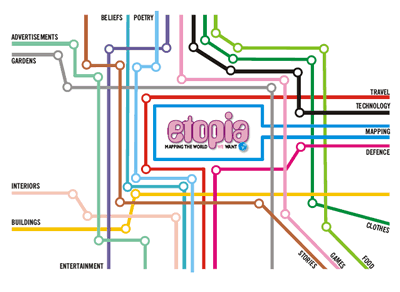 BELIEFS POETRY
ADVERTISEMENTS
GARDENS
TRAVEL
TECHNOLOGY
etopia
MAPPING THE WORLD WE WANT
MAPPING
DEFENCE
INTERIORS
BUILDINGS
CLOTHES
ENTERTAINMENT
STORIES
GAMES
FOOD